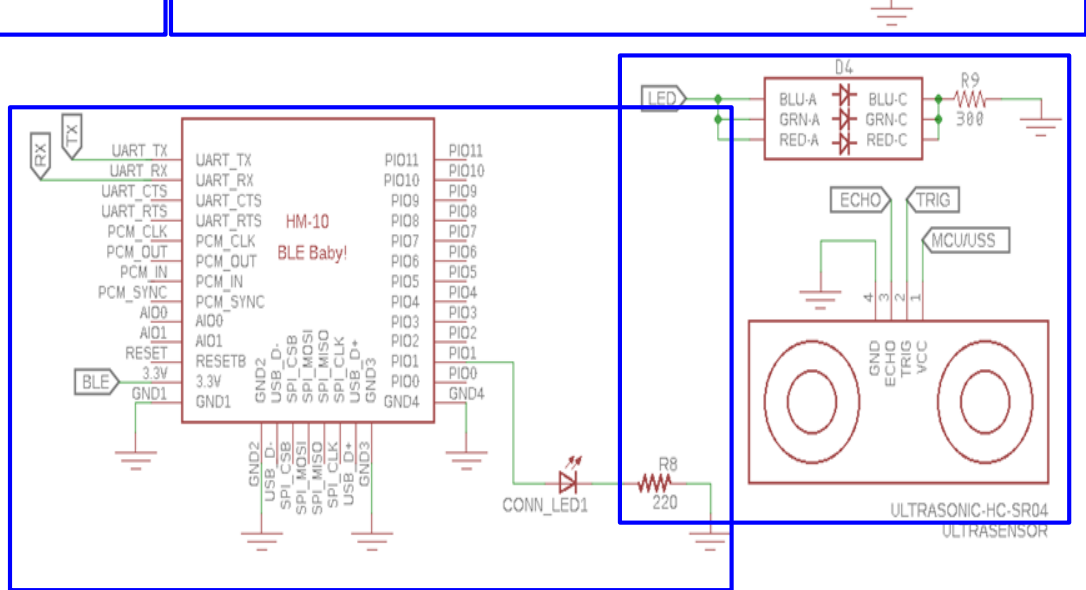 D4
LED
BLU-A
BLU-C
GRN-A
GRN-C
RED-A
RED-C
R9
300
TX
RX
UART_TX
UART_RX
UART_CTS
UART_RTS
PCM_CLK
PCM_OUT
PCM_IN
PCM_SYNC
AIO0
AIO1
RESET
3.3V
GND1
BLE
UART_TX
UART_RX
UART_CTS
UART_RTS
PCM_CLK
PCM_OUT
PCM_IN
PCM_SYNC
AIO0
AIO1
RESETB
3.3V
GND1
HM-10
BLE Baby!
PIO11
PIO10
PIO9
PIO8
PIO7
PIO6
PIO5
PIO4
PIO3
PIO2
PIO1
PIO0
GND4
PIO11
PIO10
PIO9
PIO8
PIO7
PIO6
PIO5
PIO4
PIO3
PIO2
PIO1
PIO0
GND4
GND2
USB_D-
SPI_CSB
SPI_MOSI
SPI_MISO
SPI_CLK
USB_D+
GND3
GND2
USB_D-
SPI_CSB
SPI_MOSI
SPI_MISO
SPI_CLK
USB_D+
GND3
CONN_LED1
R8
220
ECHO
TRIG
MCU/USS
4
3
2
1
GND
ECHO
TRIG
VCC
ULTRASONIC-HC-SR04
ULTRASENSOR